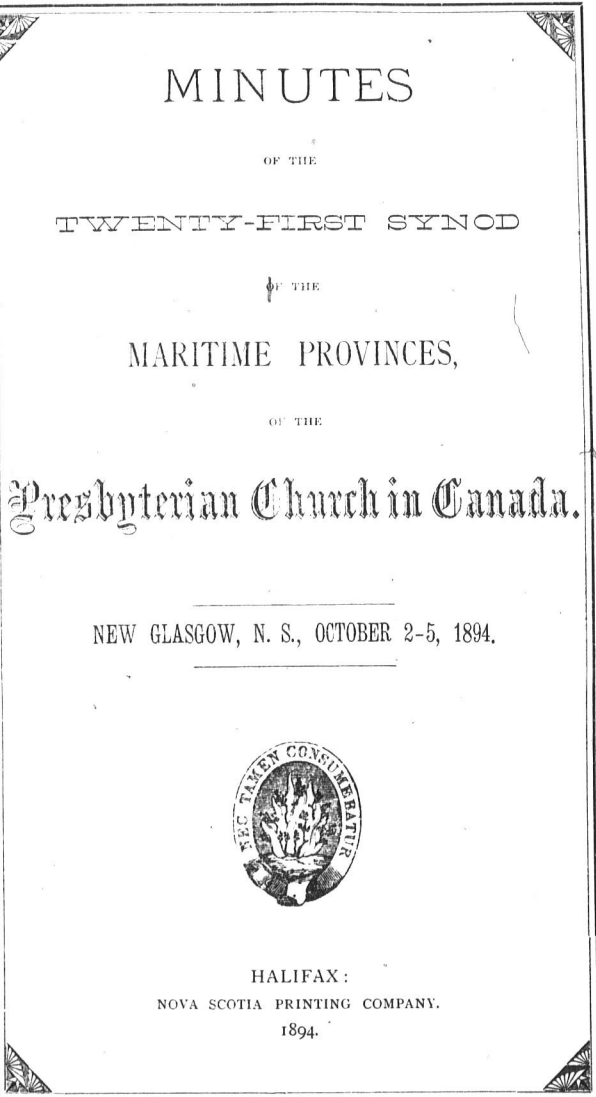 MINUTES
OF THE
TWENTY-FIRST SYNOD
OF THE
MARITIME PROVINCES,
OF THE
Presbyterian Church in Canada.
NEW GLASGOW, N. S., OCTOBER 2-5, 1894.
NEC TAMEN CONSUMEBATUR
HALIFAX:
NOVA SCOTIA PRINTING COMPANY.
1894.